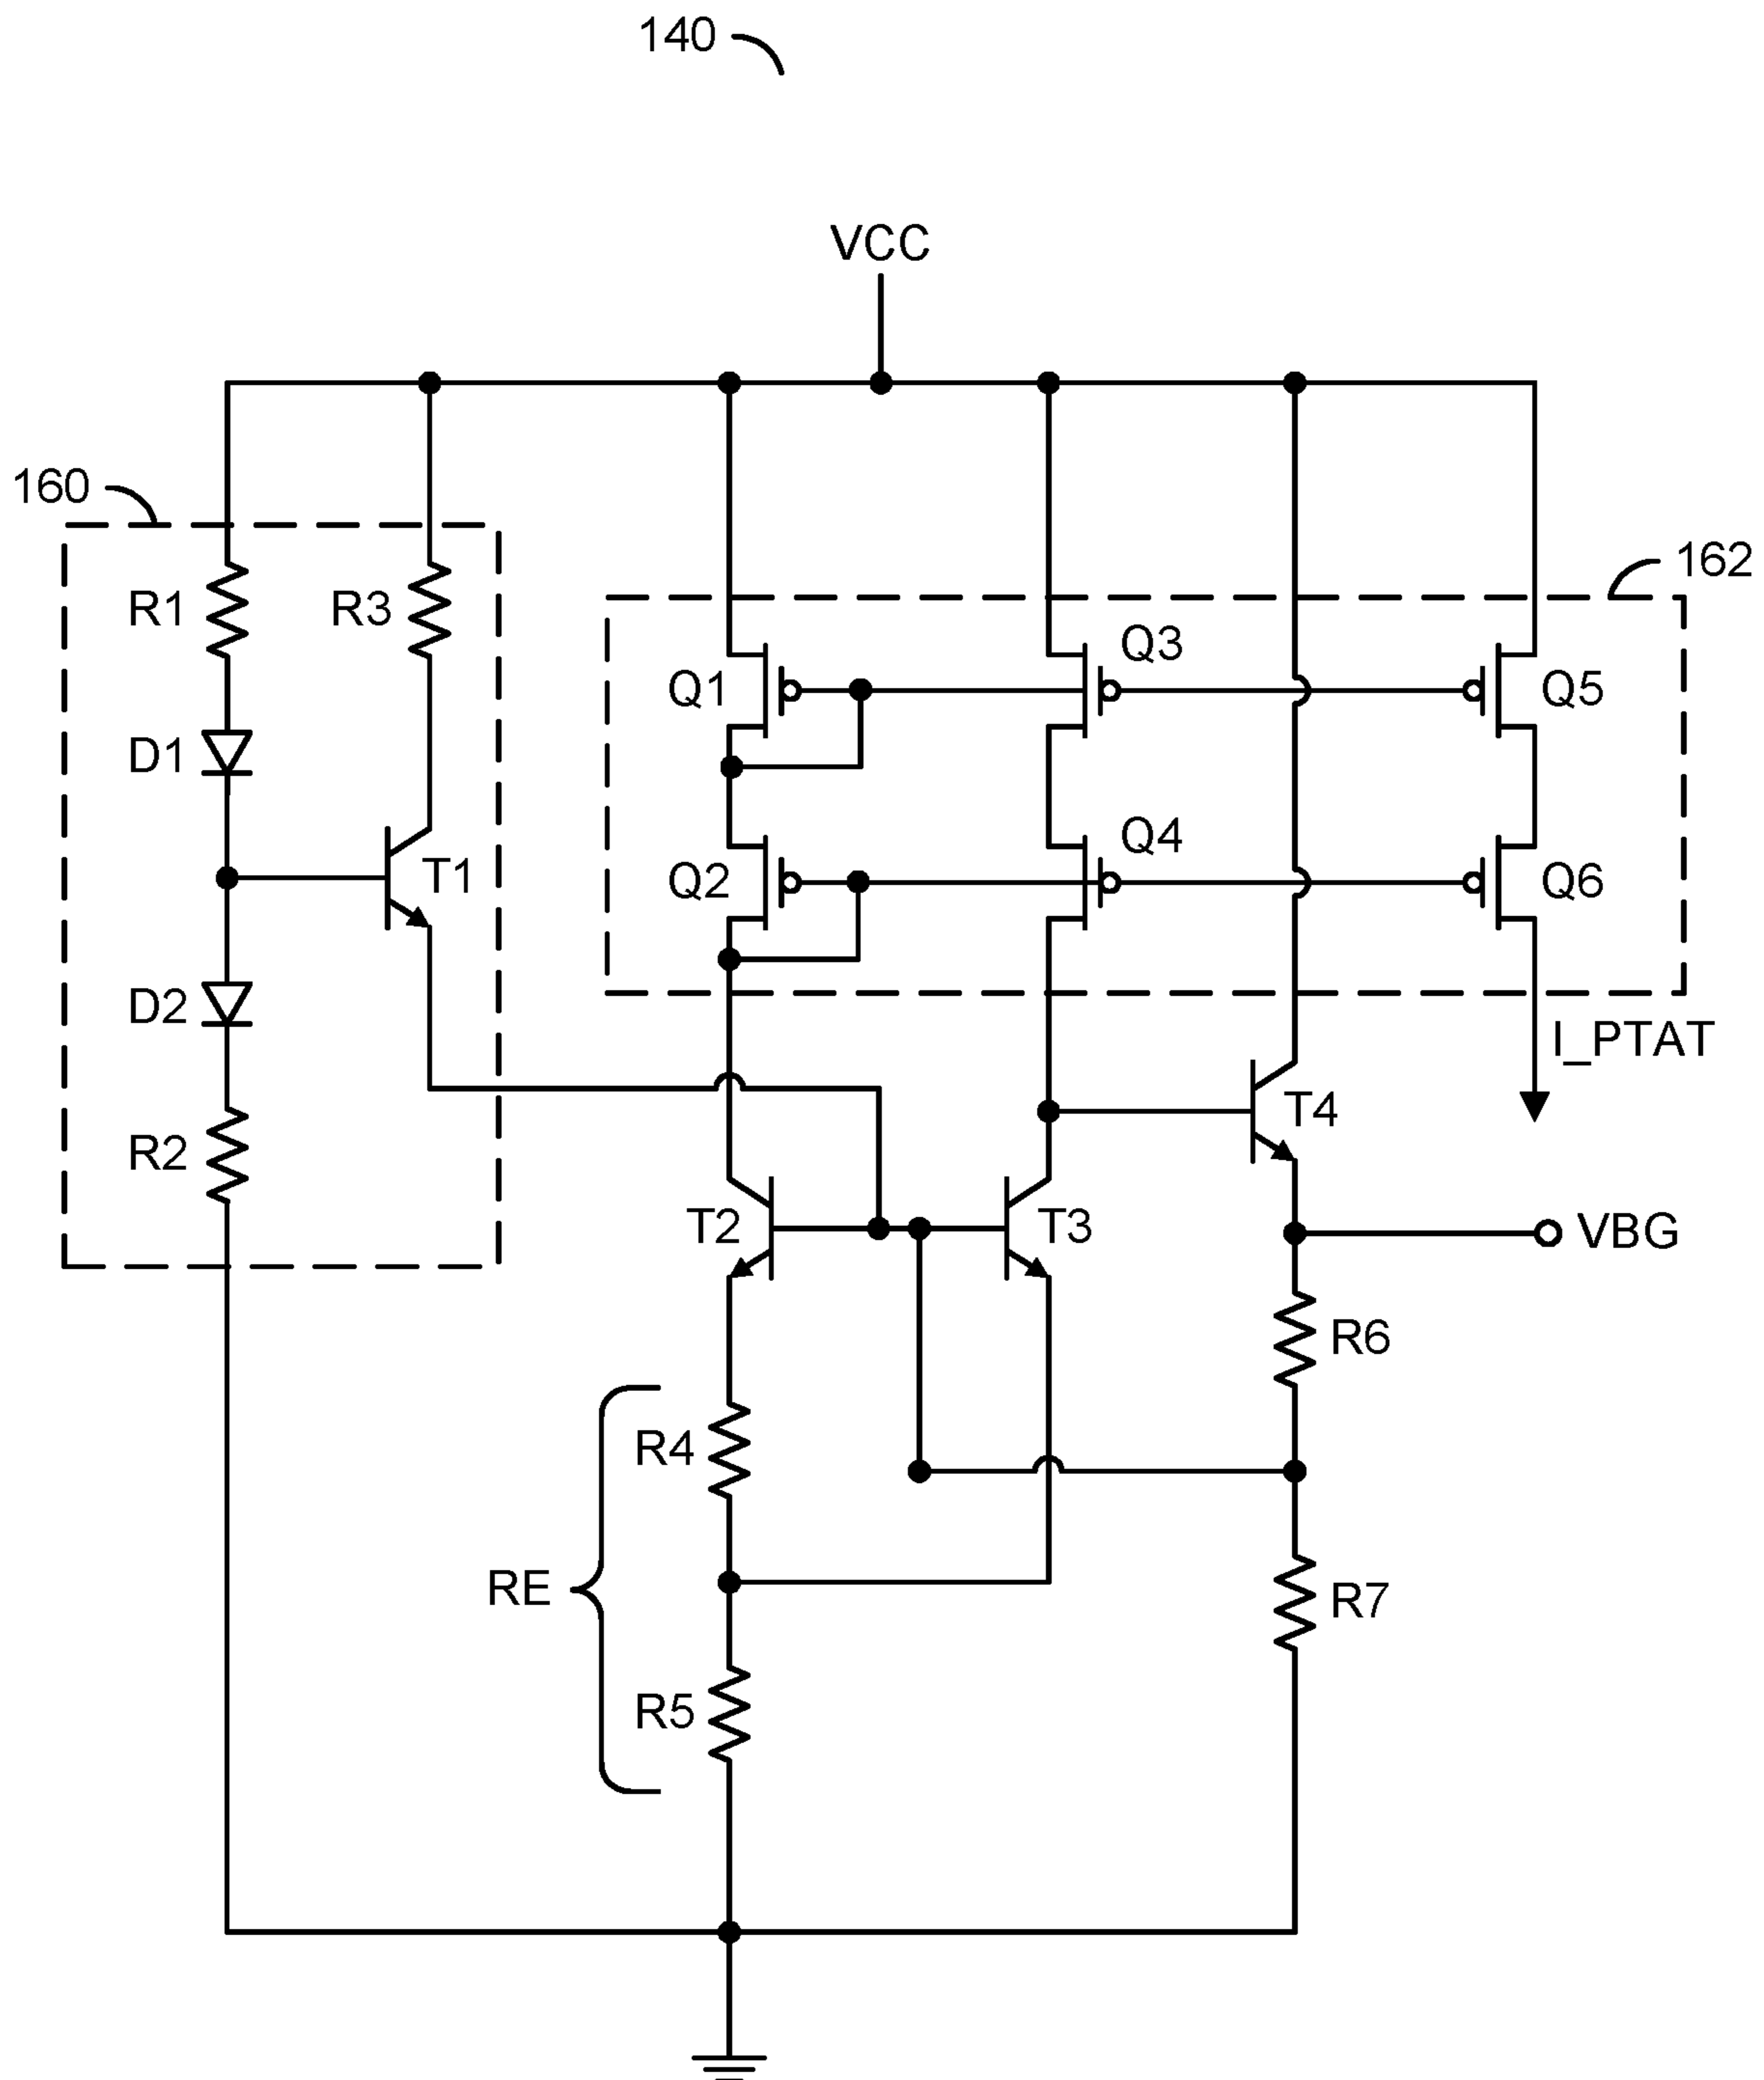 140
VCC
160
162
R1
R3
Q1
Q3
Q5
D1
T1
Q2
Q4
Q6
D2
I_PTAT
R2
T4
T2
T3
VBG
R6
R4
RE
R7
R5